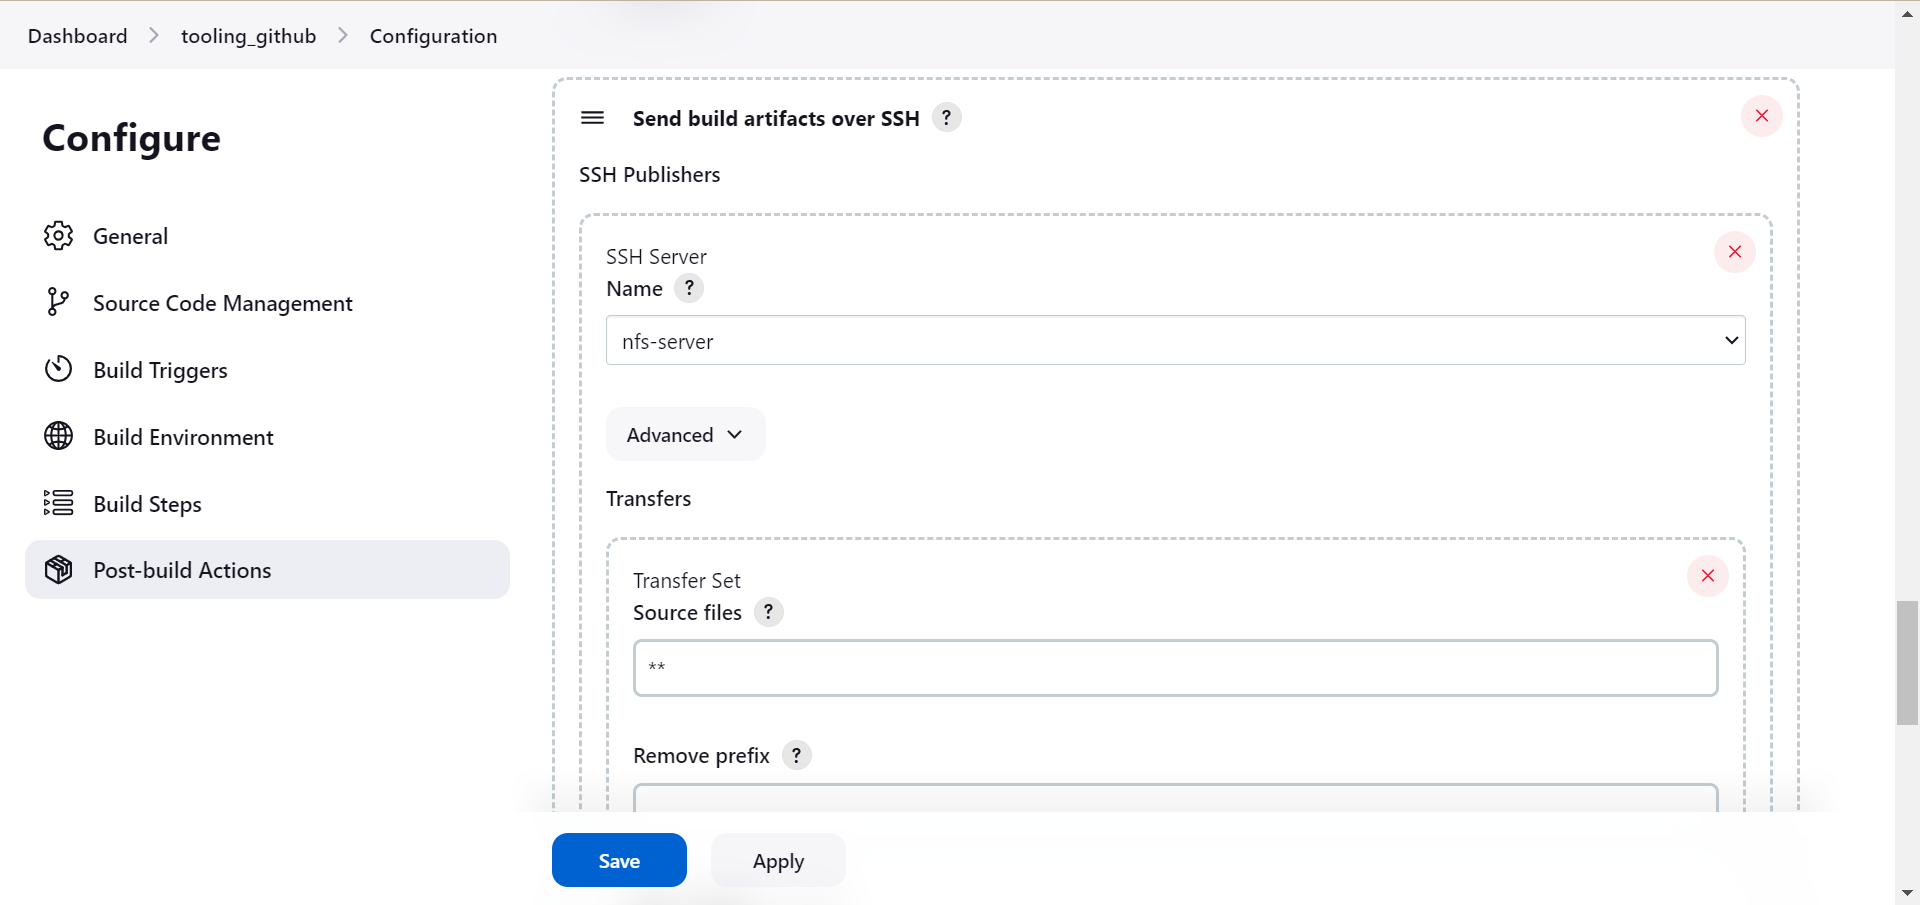 Dashboard > tooling_github > Configuration
Configure
General
Source Code Management
Build Triggers
Build Environment
Build Steps
Post-build Actions
Send build artifacts over SSH ?
SSH Publishers
SSH Server
Name ?
nfs-server
Advanced
Transfers
Transfer Set
Source files ?
**
Remove prefix ?
Save Apply